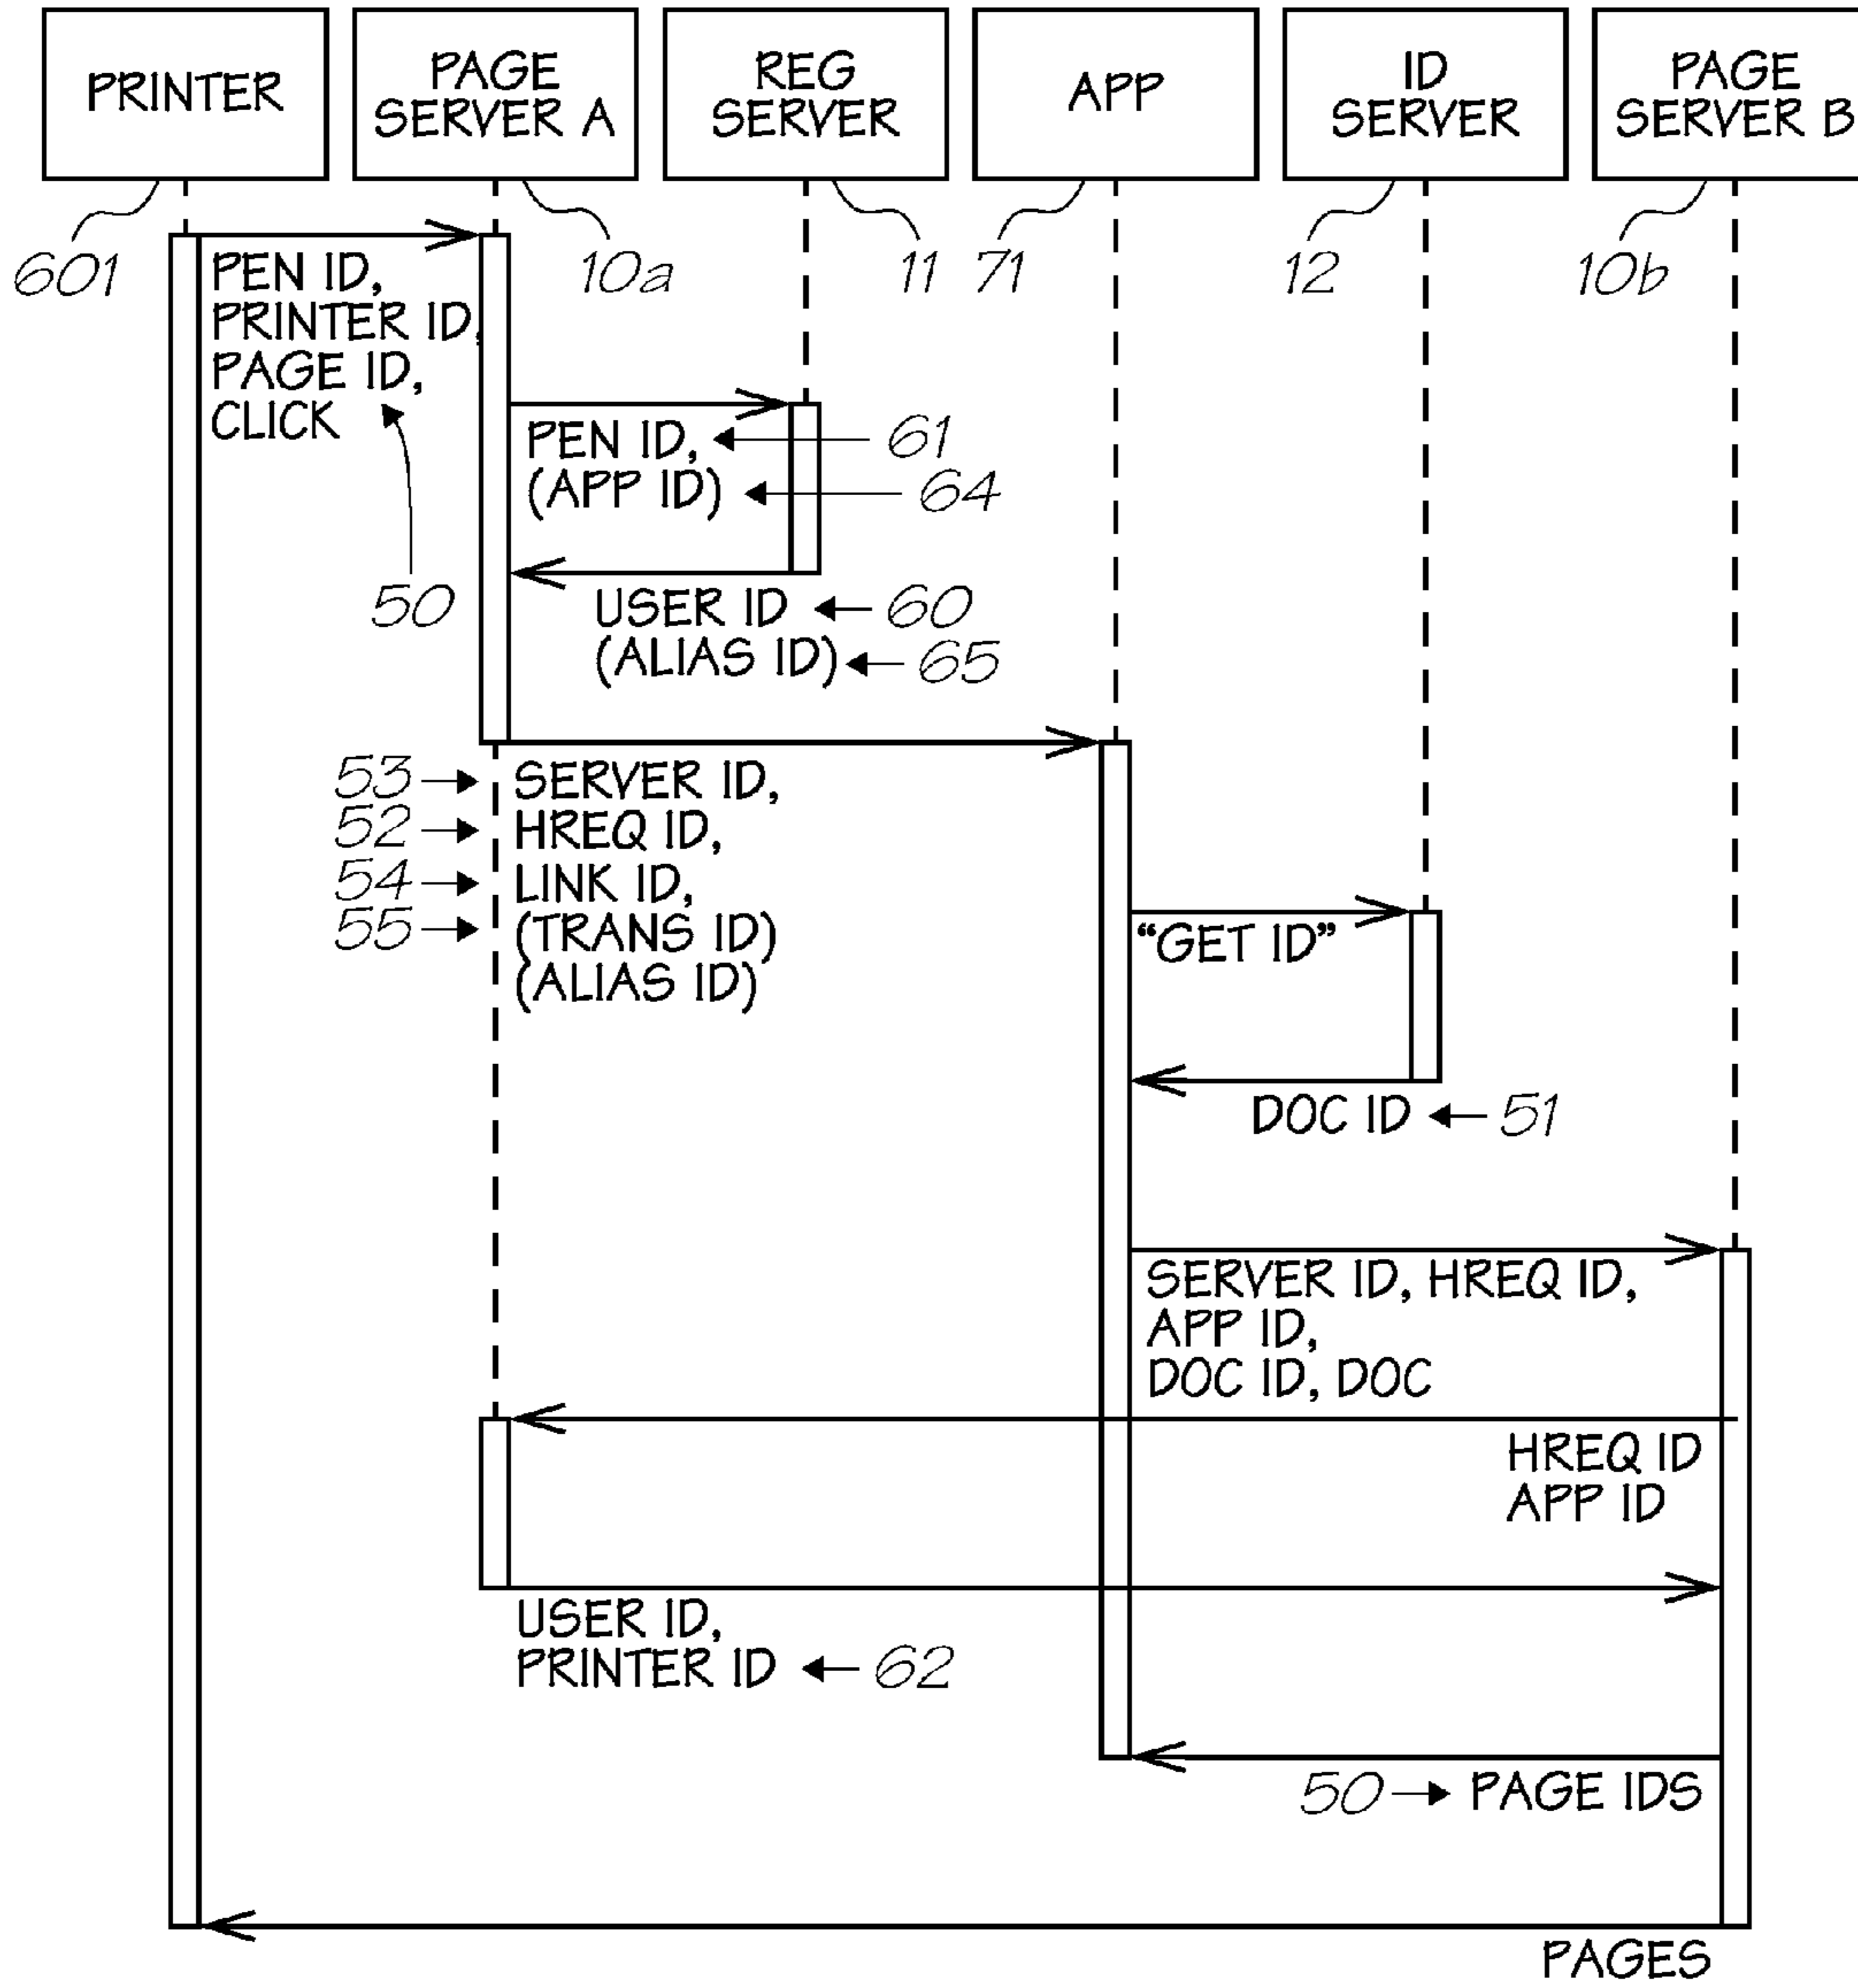 PRINTER
PAGE
SERVER A
REG
SERVER
APP
ID
SERVER
PAGE
SERVER B
601
10a
11
71
12
10b
PEN ID,
PRINTER ID,
PAGE ID,
CLICK
50
PEN ID,
61
(APP ID)
64
USER ID
60
(ALIAS ID)
65
53
SERVER ID,
52
HREQ ID,
54
LINK ID,
55
(TRANS ID)
(ALIAS ID)
“GET ID”
DOC ID
51
SERVER ID, HREQ ID,
APP ID,
DOC ID, DOC
HREQ ID
APP ID
USER ID,
PRINTER ID
62
50
PAGE IDS
PAGES